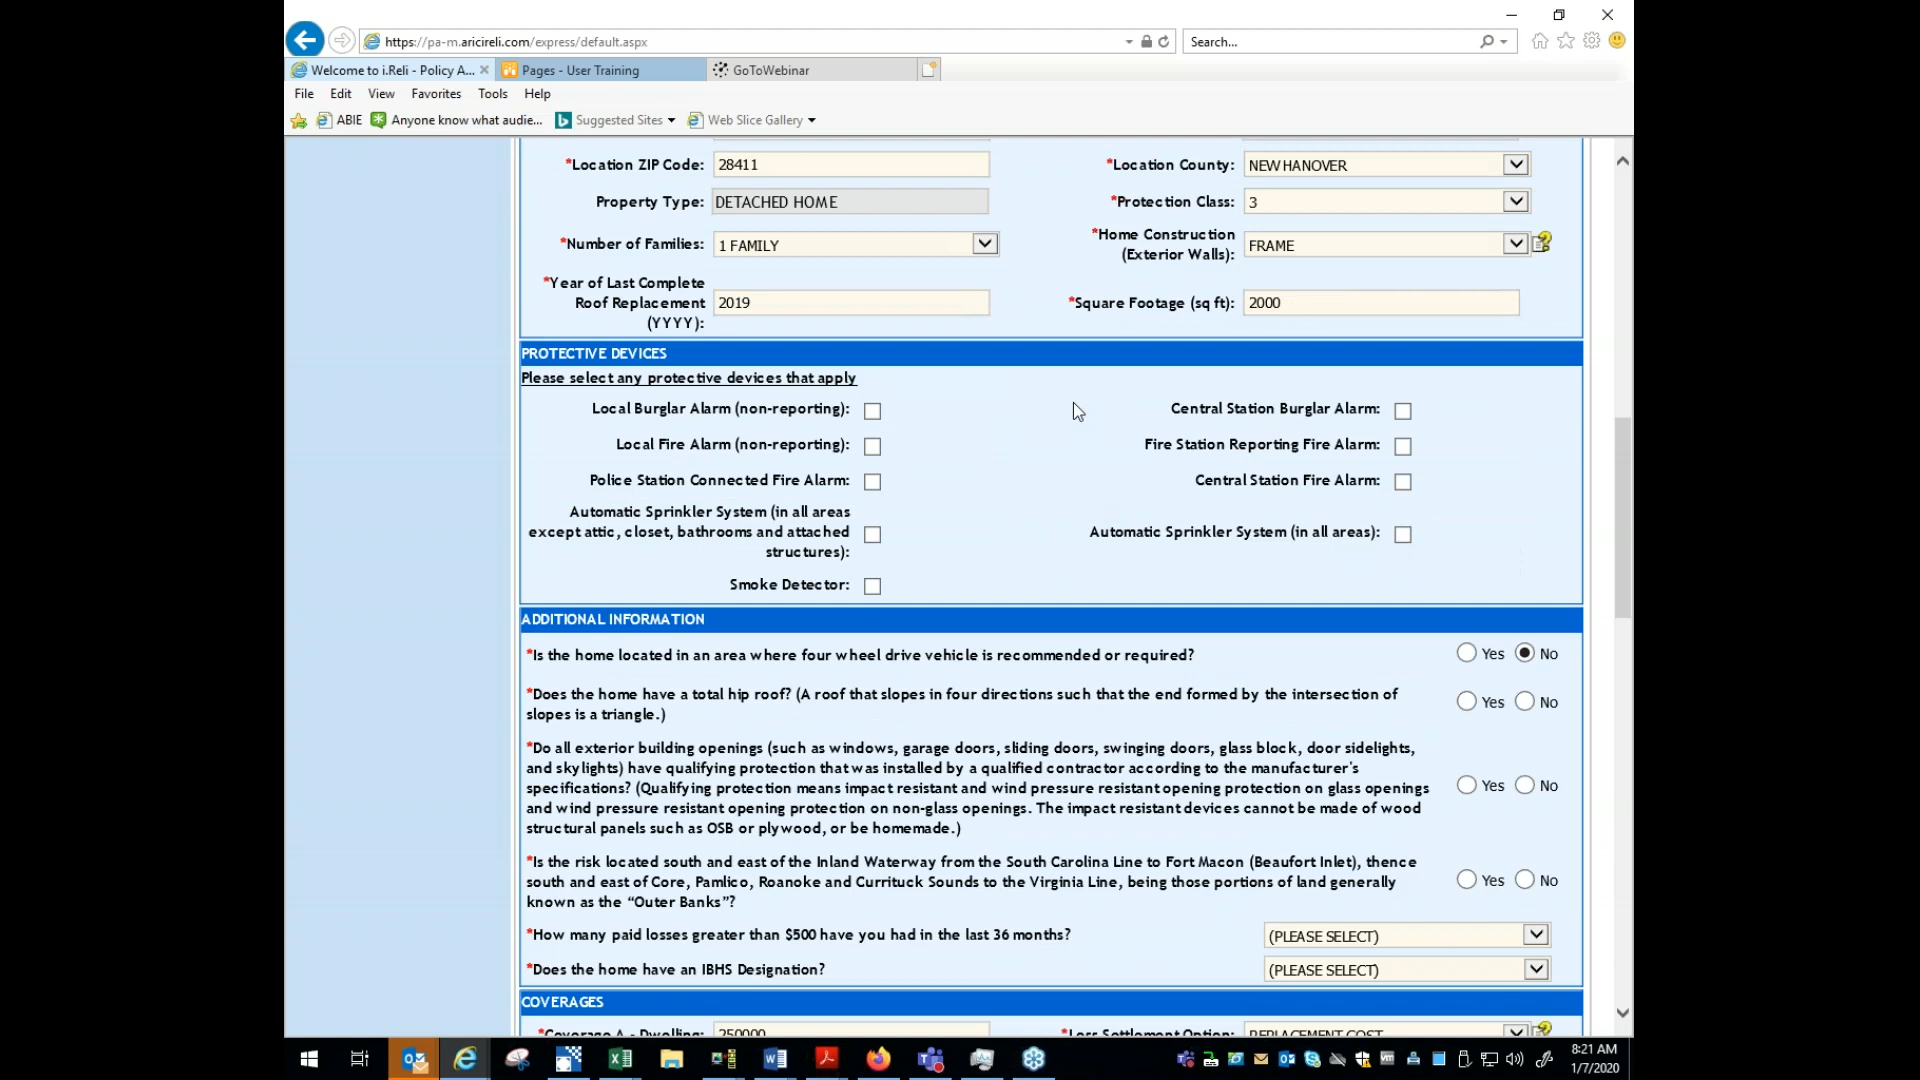 https://pa-m.aricireli.com/express/default.aspx
Search...
Welcome to i.Reli - Policy A...
Pages - User Training
GoToWebinar
File Edit View Favorites Tools Help
ABIE
Anyone know what audie...
Suggested Sites
Web Slice Gallery
*Location ZIP Code: 28411
*Location County: NEW HANOVER
Property Type: DETACHED HOME
*Protection Class: 3
*Number of Families: 1 FAMILY
*Home Construction
(Exterior Walls): FRAME
*Year of Last Complete
Roof Replacement 2019
(YYYY):
*Square Footage (sq ft): 2000
PROTECTIVE DEVICES
Please select any protective devices that apply
Local Burglar Alarm (non-reporting):
Central Station Burglar Alarm:
Local Fire Alarm (non-reporting):
Fire Station Reporting Fire Alarm:
Police Station Connected Fire Alarm:
Central Station Fire Alarm:
Automatic Sprinkler System (in all areas
except attic, closet, bathrooms and attached
structures):
Automatic Sprinkler System (in all areas):
Smoke Detector:
ADDITIONAL INFORMATION
*Is the home located in an area where four wheel drive vehicle is recommended or required? Yes No
*Does the home have a total hip roof? (A roof that slopes in four directions such that the end formed by the intersection of
slopes is a triangle.) Yes No
*Do all exterior building openings (such as windows, garage doors, sliding doors, swinging doors, glass block, door sidelights,
and skylights) have qualifying protection that was installed by a qualified contractor according to the manufacturer's
specifications? (Qualifying protection means impact resistant and wind pressure resistant opening protection on glass openings Yes No
and wind pressure resistant opening protection on non-glass openings. The impact resistant devices cannot be made of wood
structural panels such as OSB or plywood, or be homemade.)
*Is the risk located south and east of the Inland Waterway from the South Carolina Line to Fort Macon (Beaufort Inlet), thence
south and east of Core, Pamlico, Roanoke and Currituck Sounds to the Virginia Line, being those portions of land generally Yes No
known as the “Outer Banks”?
*How many paid losses greater than $500 have you had in the last 36 months? (PLEASE SELECT)
*Does the home have an IBHS Designation? (PLEASE SELECT)
COVERAGES
*Coverage A - Dwelling: 250000
*Loss Settlement Option: REPLACEMENT COST
8:21 AM
1/7/2020